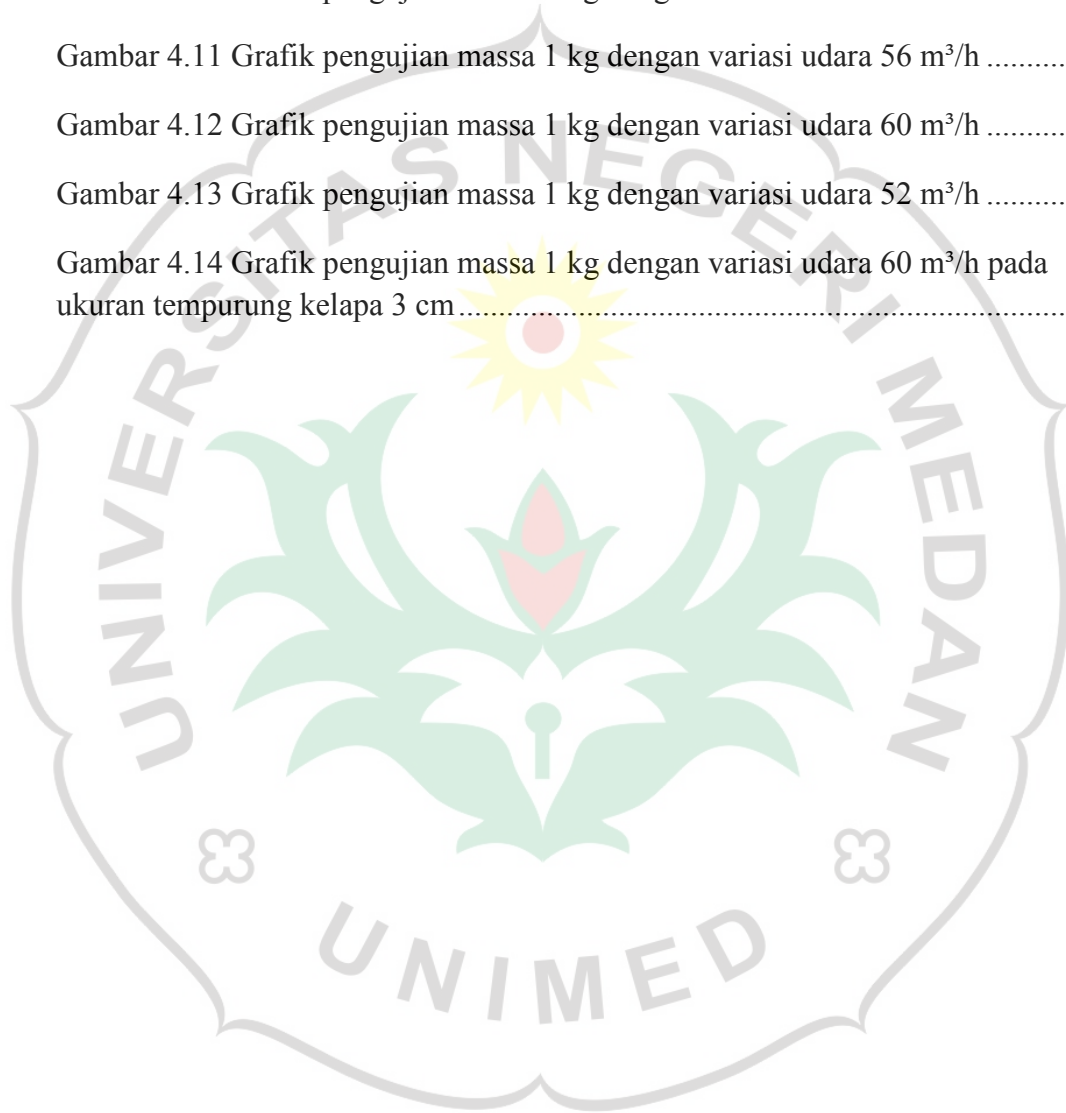 Gambar 4.11 Grafik pengujian massa 1 kg dengan variasi udara 56 m³/h ..........
Gambar 4.12 Grafik pengujian massa 1 kg dengan variasi udara 60 m³/h ..........
Gambar 4.13 Grafik pengujian massa 1 kg dengan variasi udara 52 m³/h ..........
Gambar 4.14 Grafik pengujian massa 1 kg dengan variasi udara 60 m³/h pada
ukuran tempurung kelapa 3 cm .............................................................................
UNIVERSITAS NEGERI MEDAN
UNIMED